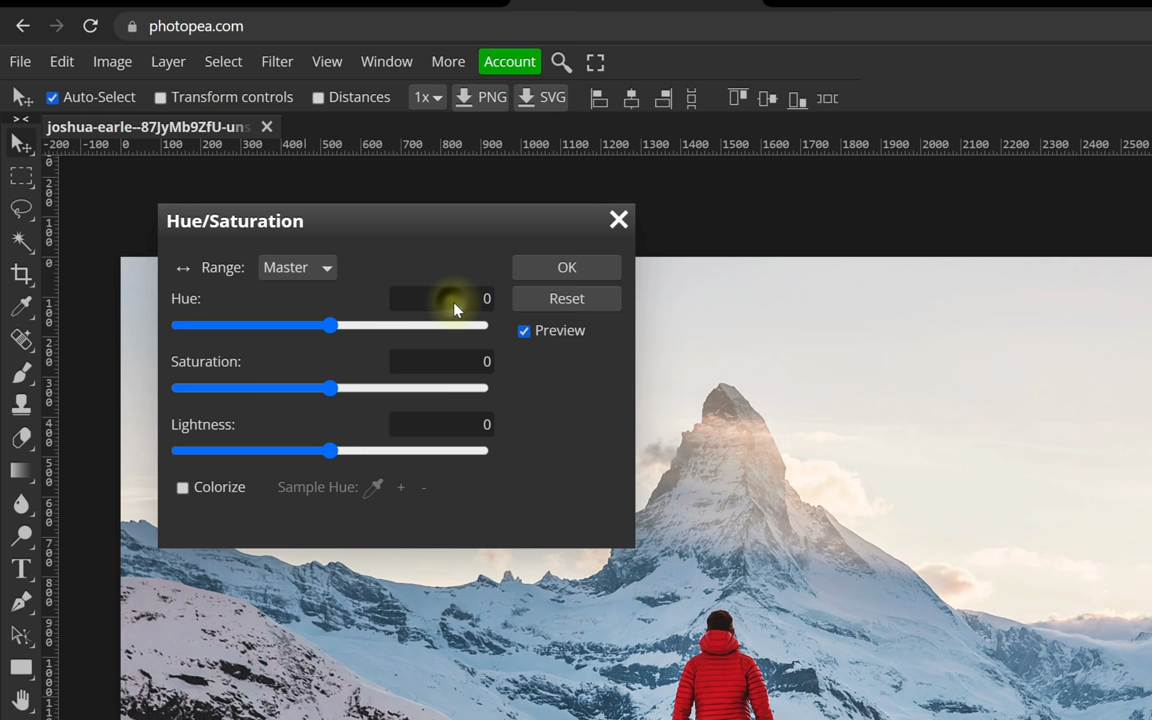 photopea.com
File Edit Image Layer Select Filter View Window More Account
Auto-Select Transform controls Distances 1x PNG SVG
> <
joshua-earle--87JyMb9ZfU-uns
-200 -100 0 100 200 300 400 500 600 700 800 900 1000 1100 1200 1300 1400 1500 1600 1700 1800 1900 2000 2100 2200 2300 2400 2500
Hue/Saturation
Range: Master OK
Hue: 0 Reset
Preview
Saturation: 0
Lightness: 0
Colorize Sample Hue: + -